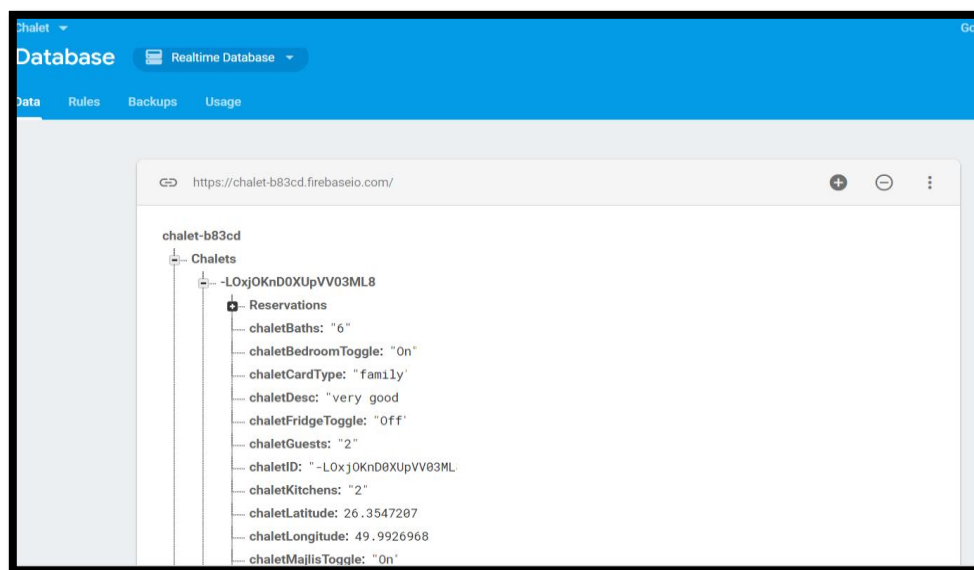 Chalet
Go
Database Realtime Database
Data Rules Backups Usage
https://chalet-b83cd.firebaseio.com/
chalet-b83cd
Chalets
-LOxjOKnD0XUpVV03ML8
Reservations
chaletBaths: "6"
chaletBedroomToggle: "On"
chaletCardType: "family'
chaletDesc: "very good
chaletFridgeToggle: "Off'
chaletGuests: "2"
chaletID: "-LOxjOKnD0XUpVV03ML
chaletKitchens: "2"
chaletLatitude: 26.3547207
chaletLongitude: 49.9926968
chaletMajlisToggle: "On'